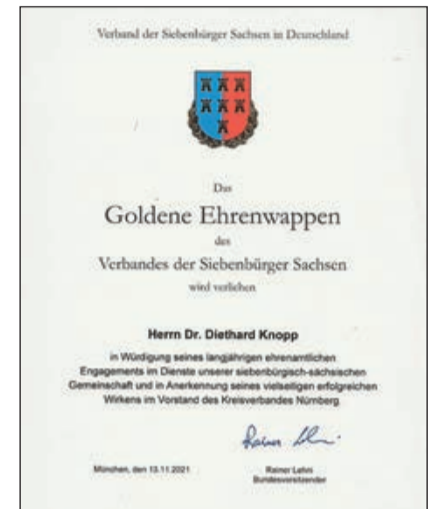 Verband der Siebenbürger Sachsen in Deutschland
Das
Goldene Ehrenwappen
des
Verbandes der Siebenbürger Sachsen
wird verliehen
Herrn Dr. Diethard Knopp
in Würdigung seines langjährigen ehrenamtlichen
Engagements im Dienste unserer siebenbürgisch-sächsischen
Gemeinschaft und in Anerkennung seines vielseitigen erfolgreichen
Wirkens im Vorstand des Kreisverbandes Nürnberg
München, den 13.11.2021
Rainer Lehni
Bundesvorsitzender